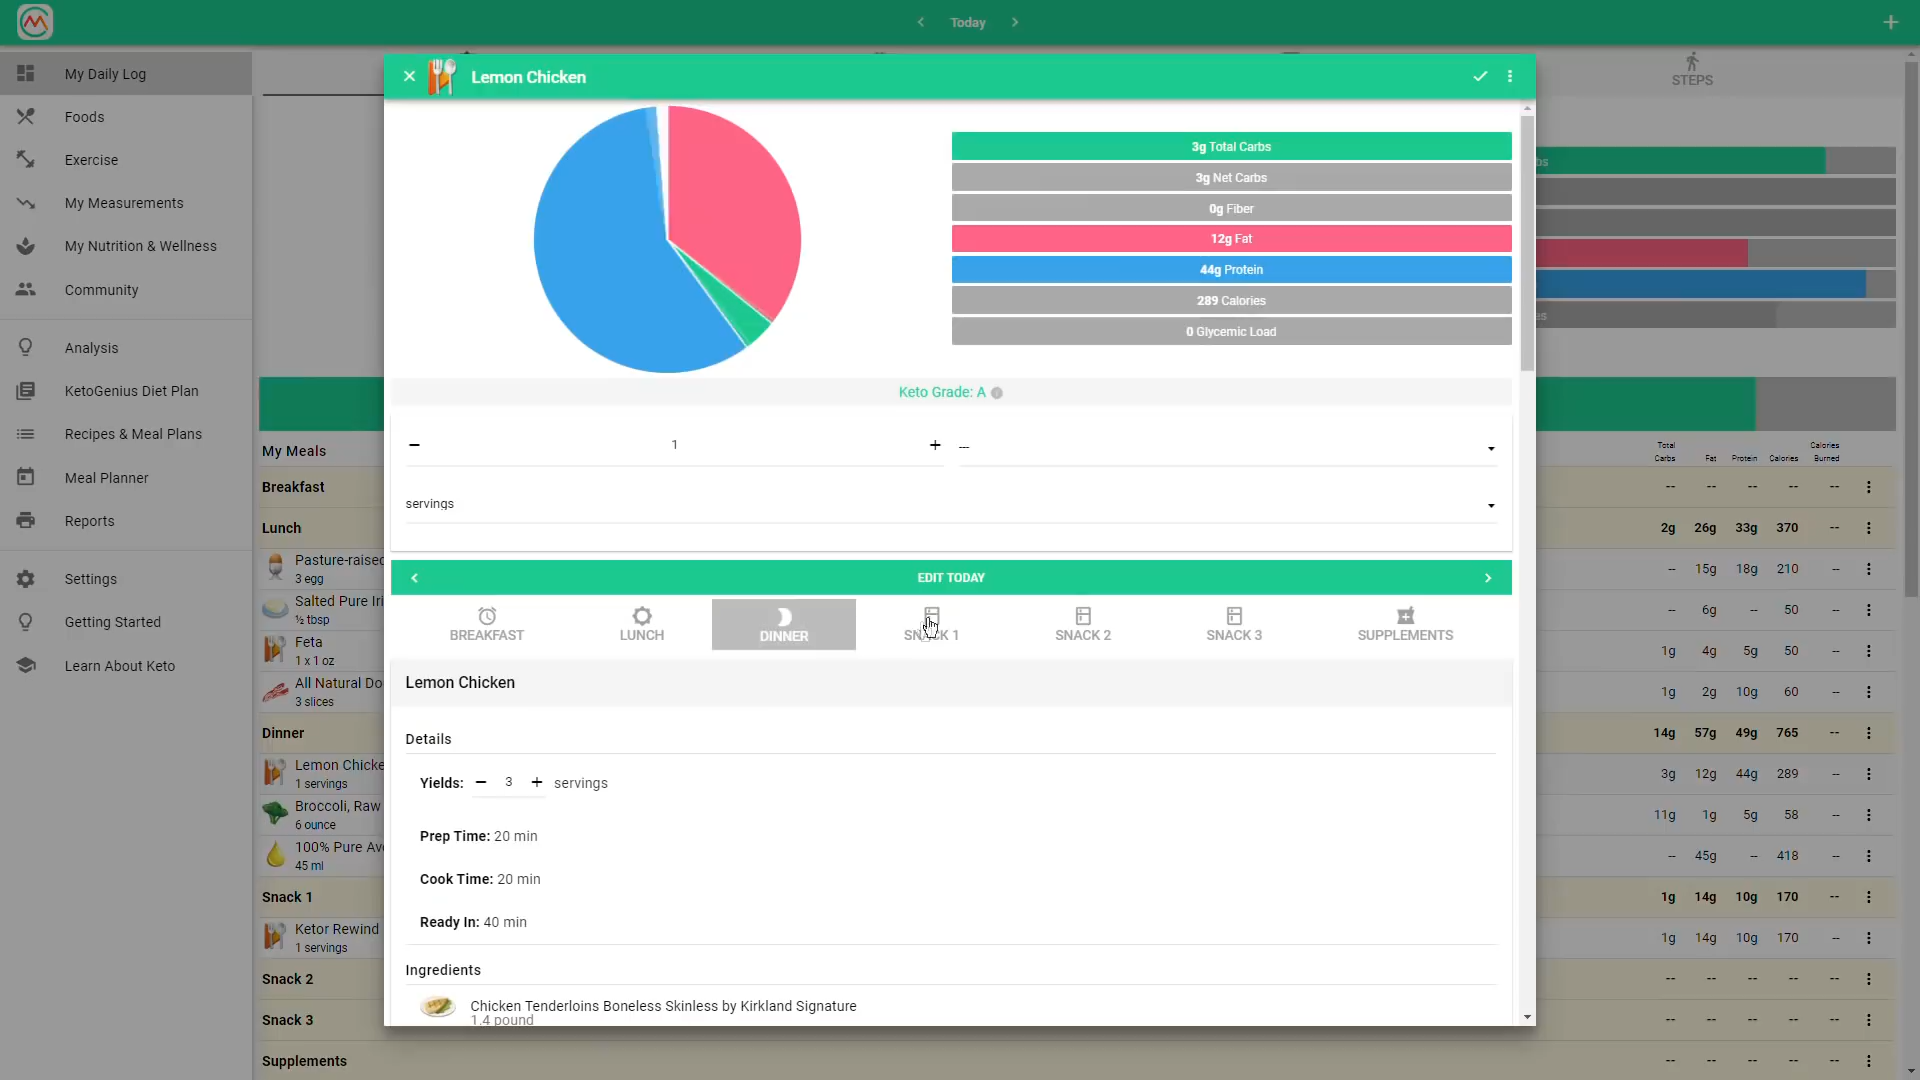 Today
My Daily Log
Foods
Exercise
My Measurements
My Nutrition & Wellness
Community
Analysis
KetoGenius Diet Plan
Recipes & Meal Plans
Meal Planner
Reports
Settings
Getting Started
Learn About Keto
STEPS
Lemon Chicken
3g Total Carbs
3g Net Carbs
0g Fiber
12g Fat
44g Protein
289 Calories
0 Glycemic Load
Keto Grade: A
1
---
servings
EDIT TODAY
BREAKFAST LUNCH DINNER SNACK 1 SNACK 2 SNACK 3 SUPPLEMENTS
Lemon Chicken
Details
Yields: 3 servings
Prep Time: 20 min
Cook Time: 20 min
Ready In: 40 min
Ingredients
Chicken Tenderloins Boneless Skinless by Kirkland Signature
1.4 pound
My Meals
Total Carbs Fat Protein Calories Calories Burned
Breakfast -- -- -- -- --
Lunch 2g 26g 33g 370 --
Pasture-raised -- 15g 18g 210 --
3 egg
Salted Pure Iri -- 6g -- 50 --
½ tbsp
Feta 1g 4g 5g 50 --
1 x 1 oz
All Natural Do 1g 2g 10g 60 --
3 slices
Dinner 14g 57g 49g 765 --
Lemon Chicke 3g 12g 44g 289 --
1 servings
Broccoli, Raw 11g 1g 5g 58 --
6 ounce
100% Pure Av -- 45g -- 418 --
45 ml
Snack 1 1g 14g 10g 170 --
Ketor Rewind 1g 14g 10g 170 --
1 servings
Snack 2 -- -- -- -- --
Snack 3 -- -- -- -- --
Supplements -- -- -- -- --